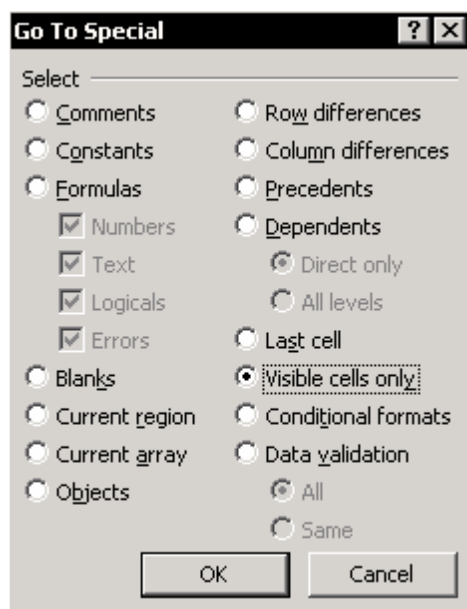 Go To Special
Select
Comments
Constants
Formulas
Numbers
Text
Logicals
Errors
Blanks
Current region
Current array
Objects
Row differences
Column differences
Precedents
Dependents
Direct only
All levels
Last cell
Visible cells only
Conditional formats
Data validation
All
Same
OK
Cancel